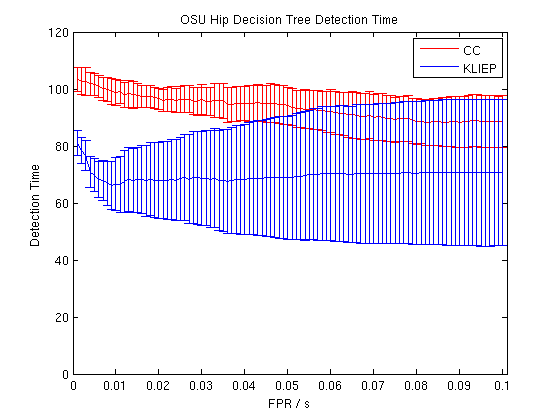 OSU Hip Decision Tree Detection Time
CC
KLIEP
Detection Time
120
100
80
60
40
20
0
0 0.01 0.02 0.03 0.04 0.05 0.06 0.07 0.08 0.09 0.1
FPR / s